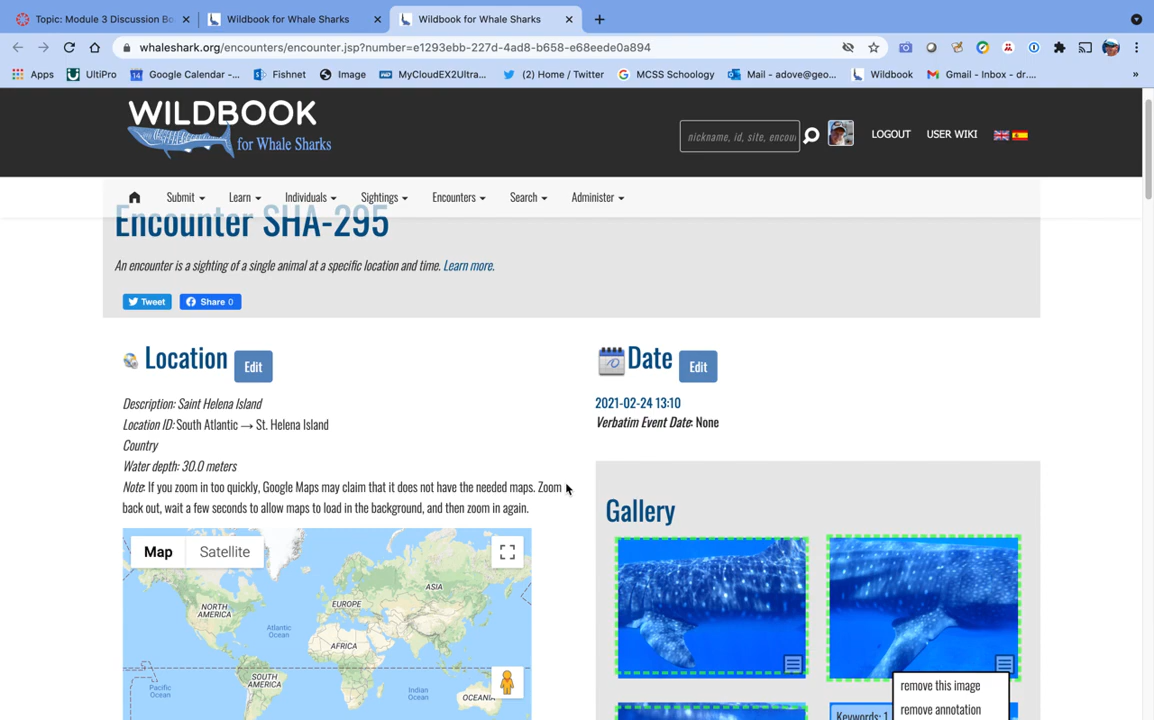 Topic: Module 3 Discussion Bo
Wildbook for Whale Sharks
Wildbook for Whale Sharks
whaleshark.org/encounters/encounter.jsp?number=e1293ebb-227d-4ad8-b658-e68eede0a894
Apps
UltiPro
Google Calendar -...
Fishnet
Image
MyCloudEX2Ultra...
(2) Home / Twitter
MCSS Schoology
Mail - adove@geo...
Wildbook
Gmail - Inbox - dr....
WILDBOOK
for Whale Sharks
nickname, id, site, encoun
LOGOUT
USER WIKI
Submit
Learn
Individuals
Sightings
Encounters
Search
Administer
Encounter SHA-295
An encounter is a sighting of a single animal at a specific location and time. Learn more.
Tweet
Share 0
Location Edit
Description: Saint Helena Island
Location ID: South Atlantic → St. Helena Island
Country
Water depth: 30.0 meters
Note: If you zoom in too quickly, Google Maps may claim that it does not have the needed maps. Zoom
back out, wait a few seconds to allow maps to load in the background, and then zoom in again.
Map
Satellite
NORTH
AMERICA
Atlantic
Ocean
EUROPE
ASIA
AFRICA
SOUTH
AMERICA
Pacific
Ocean
Indian
Ocean
OCEANIA
Date Edit
2021-02-24 13:10
Verbatim Event Date: None
Gallery
remove this image
remove annotation
Keywords: 1